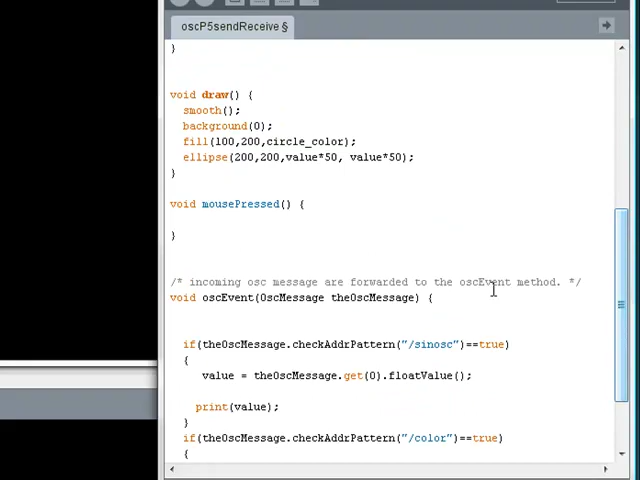 oscP5sendReceive §
}
void draw() {
smooth();
background(0);
fill(100,200,circle_color);
ellipse(200,200,value*50, value*50);
}
void mousePressed() {
}
/* incoming osc message are forwarded to the oscEvent method. */
void oscEvent(OscMessage theOscMessage) {
if(theOscMessage.checkAddrPattern("/sinosc")==true)
{
value = theOscMessage.get(0).floatValue();
print(value);
}
if(theOscMessage.checkAddrPattern("/color")==true)
{